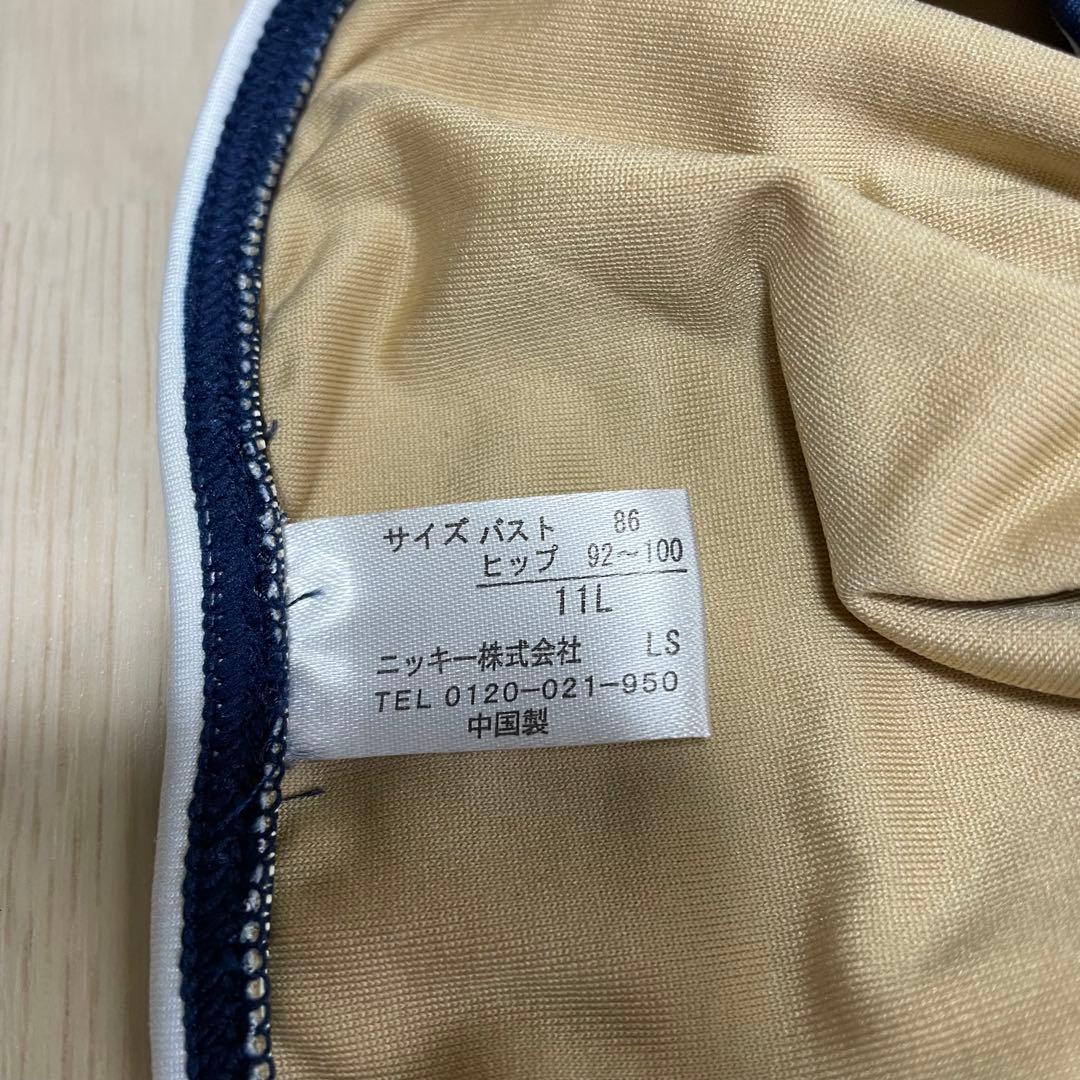 サイズ バスト 86
ヒップ 92～100
11L
ニッキー株式会社 LS
TEL 0120-021-950
中国製